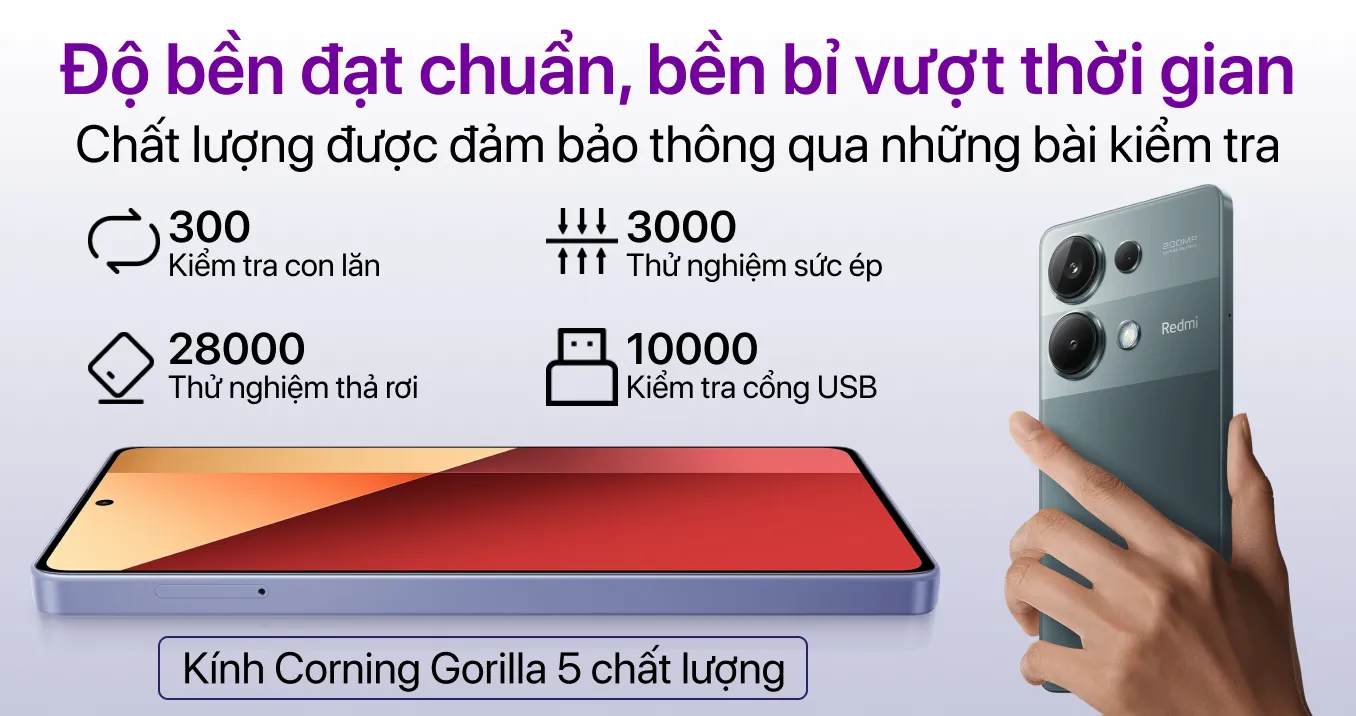 Độ bền đạt chuẩn, bền bỉ vượt thời gian
Chất lượng được đảm bảo thông qua những bài kiểm tra
300
Kiểm tra con lăn
3000
Thử nghiệm sức ép
28000
Thử nghiệm thả rơi
10000
Kiểm tra cổng USB
200MP
Redmi
Kính Corning Gorilla 5 chất lượng